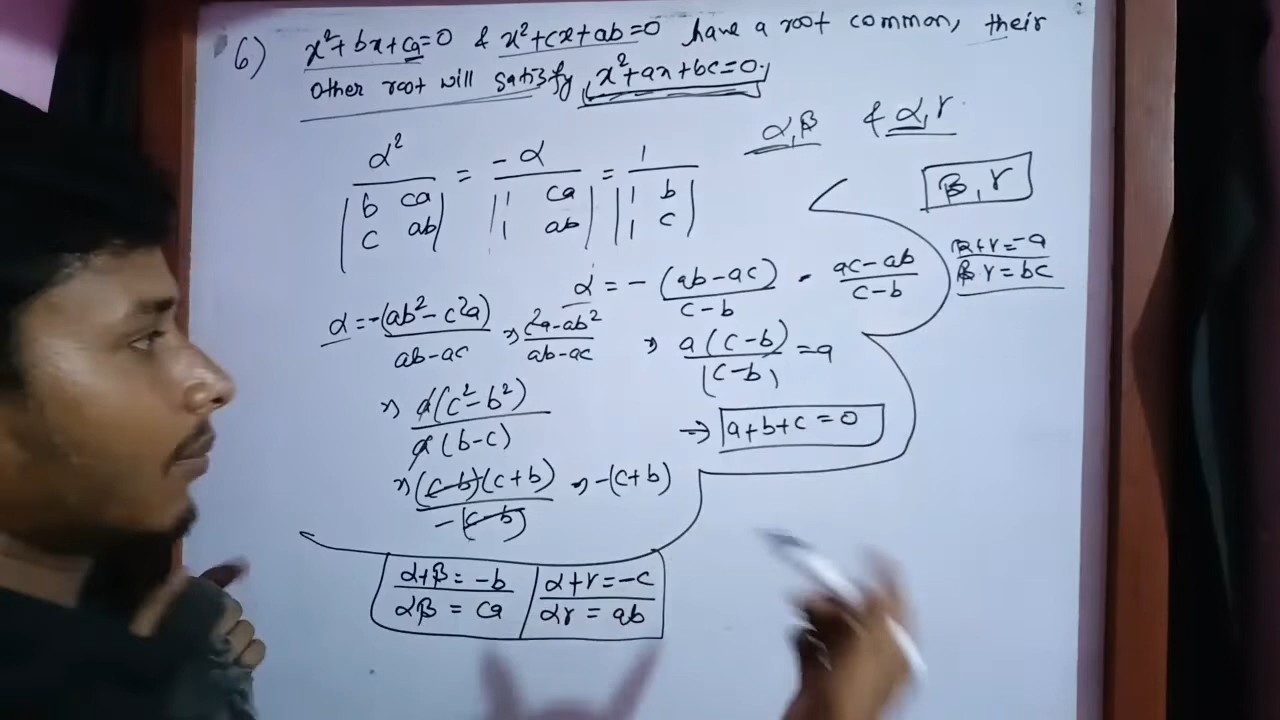 6) x²+bx+ca=0 & x²+cx+ab=0 have a root common, their
other root will satisfy x²+ax+bc=0.
α,β & α,r
α²/|b ca; c ab| = -α/|1 ca; 1 ab| = 1/|1 b; 1 c|
β, r
α+r=-a
βr=bc
α = -(ab-ac)/(c-b) = (ac-ab)/(c-b)
α=-(ab²-c²a)/(ab-ac) ⇒ (c²a-ab²)/(ab-ac)
⇒ a(c-b)/(c-b) =a
⇒ a(c²-b²)/a(b-c)
⇒ a+b+c=0
⇒ (c-b)(c+b)/-(c-b) ⇒ -(c+b)
α+β=-b α+r=-c
αβ = ca αr = ab